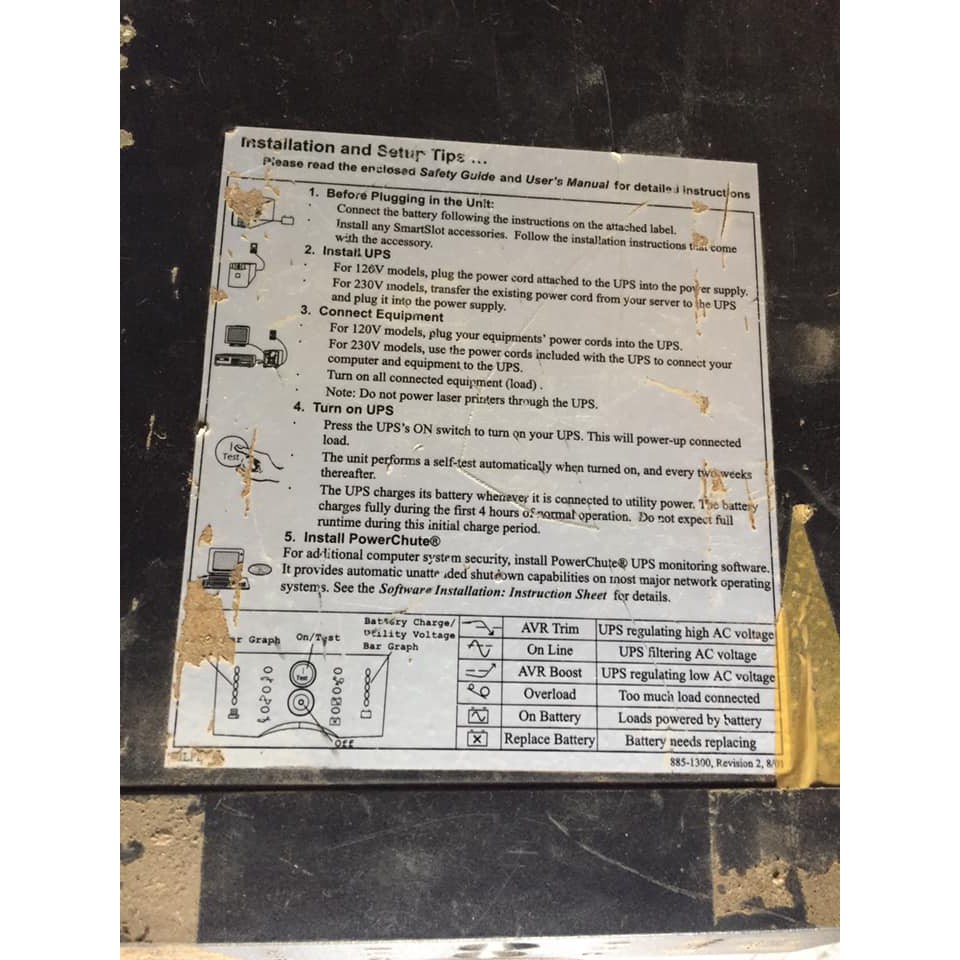 Installation and Setup Tips ...
Please read the enclosed Safety Guide and User's Manual for detailed instructions
1. Before Plugging in the Unit:
· Connect the battery following the instructions on the attached label.
· Install any SmartSlot accessories. Follow the installation instructions that come
with the accessory.
2. Install UPS
· For 120V models, plug the power cord attached to the UPS into the power supply.
· For 230V models, transfer the existing power cord from your server to the UPS
and plug it into the power supply.
3. Connect Equipment
· For 120V models, plug your equipments' power cords into the UPS.
· For 230V models, use the power cords included with the UPS to connect your
computer and equipment to the UPS.
· Turn on all connected equipment (load) .
· Note: Do not power laser printers through the UPS.
4. Turn on UPS
· Press the UPS's ON switch to turn on your UPS. This will power-up connected
load.
· The unit performs a self-test automatically when turned on, and every two weeks
thereafter.
· The UPS charges its battery whenever it is connected to utility power. The battery
charges fully during the first 4 hours of normal operation. Do not expect full
runtime during this initial charge period.
Test
5. Install PowerChute®
For additional computer system security, install PowerChute® UPS monitoring software.
It provides automatic unattended shutdown capabilities on most major network operating
systems. See the Software Installation: Instruction Sheet for details.
Bar Graph
On/Test
Battery Charge/
Utility Voltage
Bar Graph
Test
Off
AVR Trim UPS regulating high AC voltage
On Line UPS filtering AC voltage
AVR Boost UPS regulating low AC voltage
Overload Too much load connected
On Battery Loads powered by battery
Replace Battery Battery needs replacing
885-1300, Revision 2, 8/01